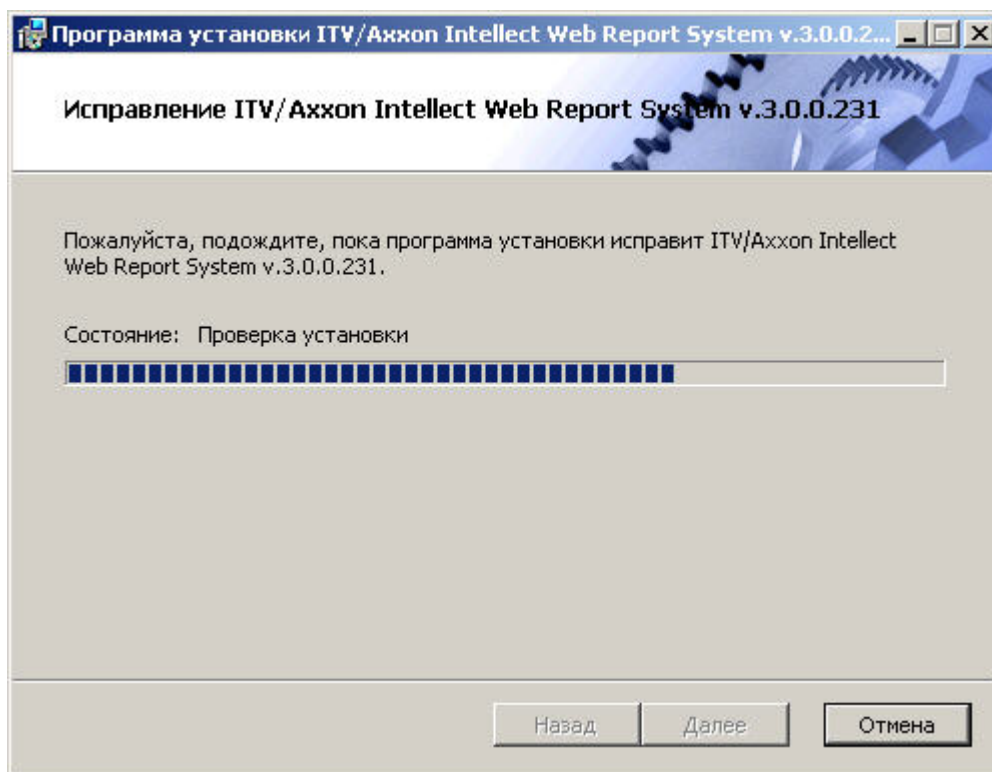 Программа установки ITV/Axxon Intellect Web Report System v.3.0.0.2...
Исправление ITV/Axxon Intellect Web Report System v.3.0.0.231
Пожалуйста, подождите, пока программа установки исправит ITV/Axxon Intellect
Web Report System v.3.0.0.231.
Состояние: Проверка установки
Назад Далее Отмена